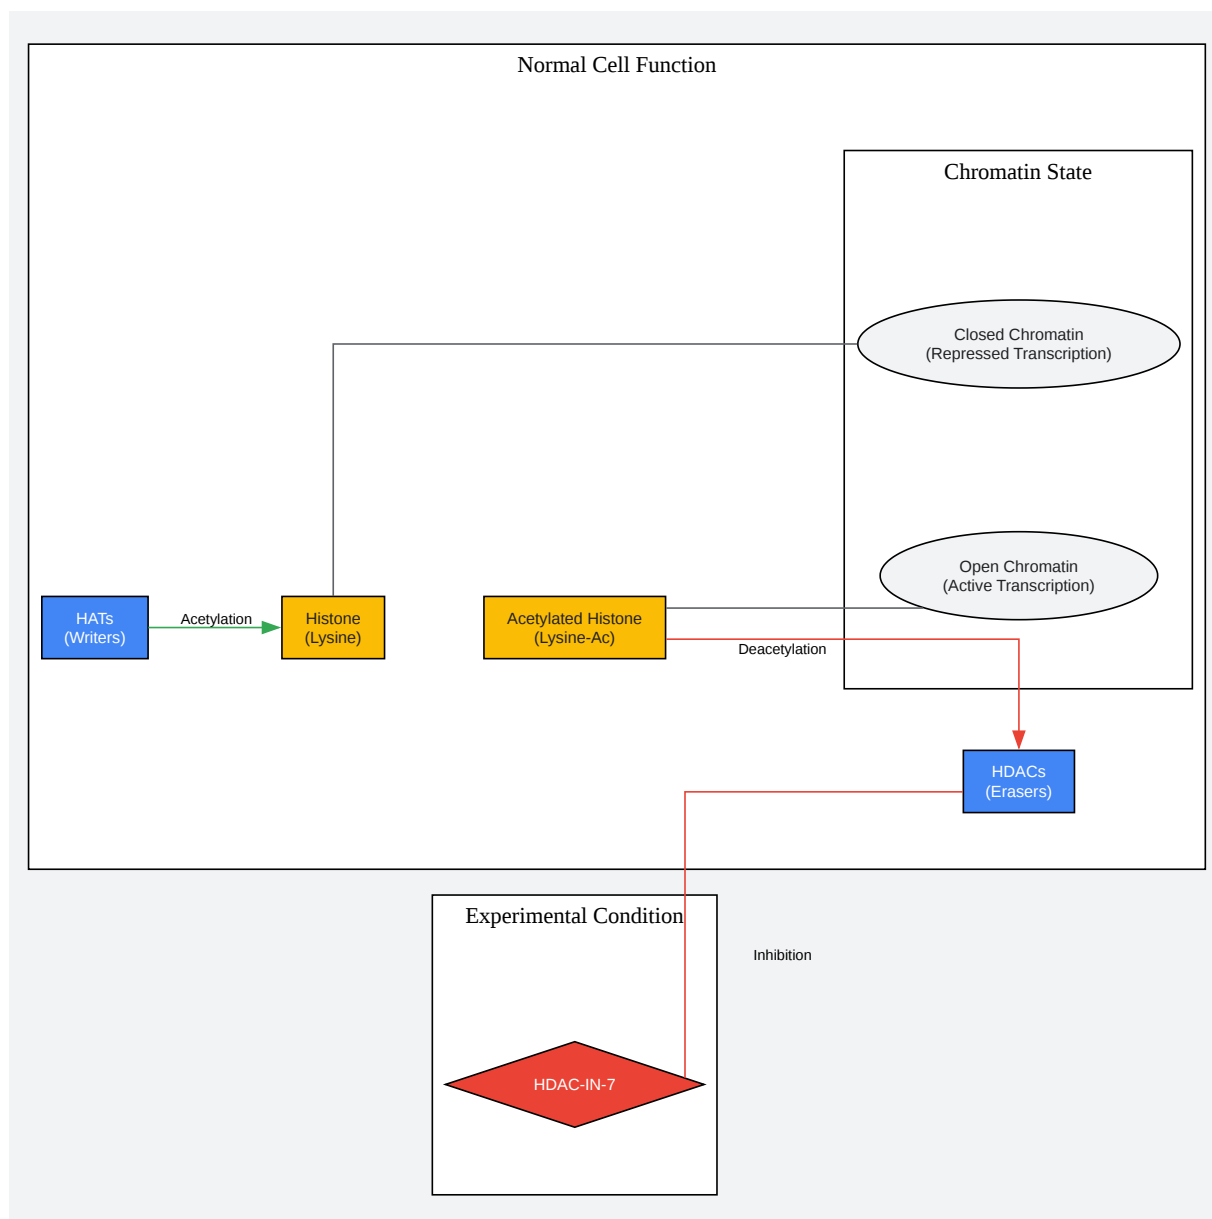 Normal Cell Function
Chromatin State
Closed Chromatin
(Repressed Transcription)
Open Chromatin
(Active Transcription)
HATs
(Writers)
Acetylation
Histone
(Lysine)
Acetylated Histone
(Lysine-Ac)
Deacetylation
HDACs
(Erasers)
Experimental Condition
Inhibition
HDAC-IN-7